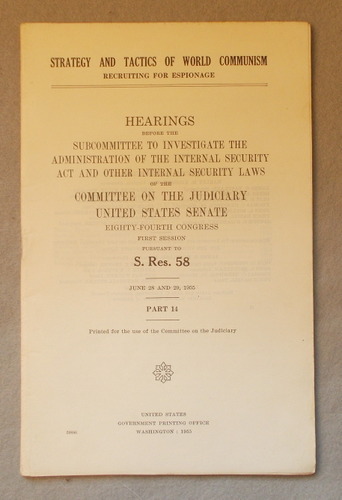 STRATEGY AND TACTICS OF WORLD COMMUNISM
RECRUITING FOR ESPIONAGE
HEARINGS
BEFORE THE
SUBCOMMITTEE TO INVESTIGATE THE
ADMINISTRATION OF THE INTERNAL SECURITY
ACT AND OTHER INTERNAL SECURITY LAWS
OF THE
COMMITTEE ON THE JUDICIARY
UNITED STATES SENATE
EIGHTY-FOURTH CONGRESS
FIRST SESSION
PURSUANT TO
S. Res. 58
JUNE 28 AND 29, 1955
PART 14
Printed for the use of the Committee on the Judiciary
UNITED STATES
GOVERNMENT PRINTING OFFICE
WASHINGTON : 1955